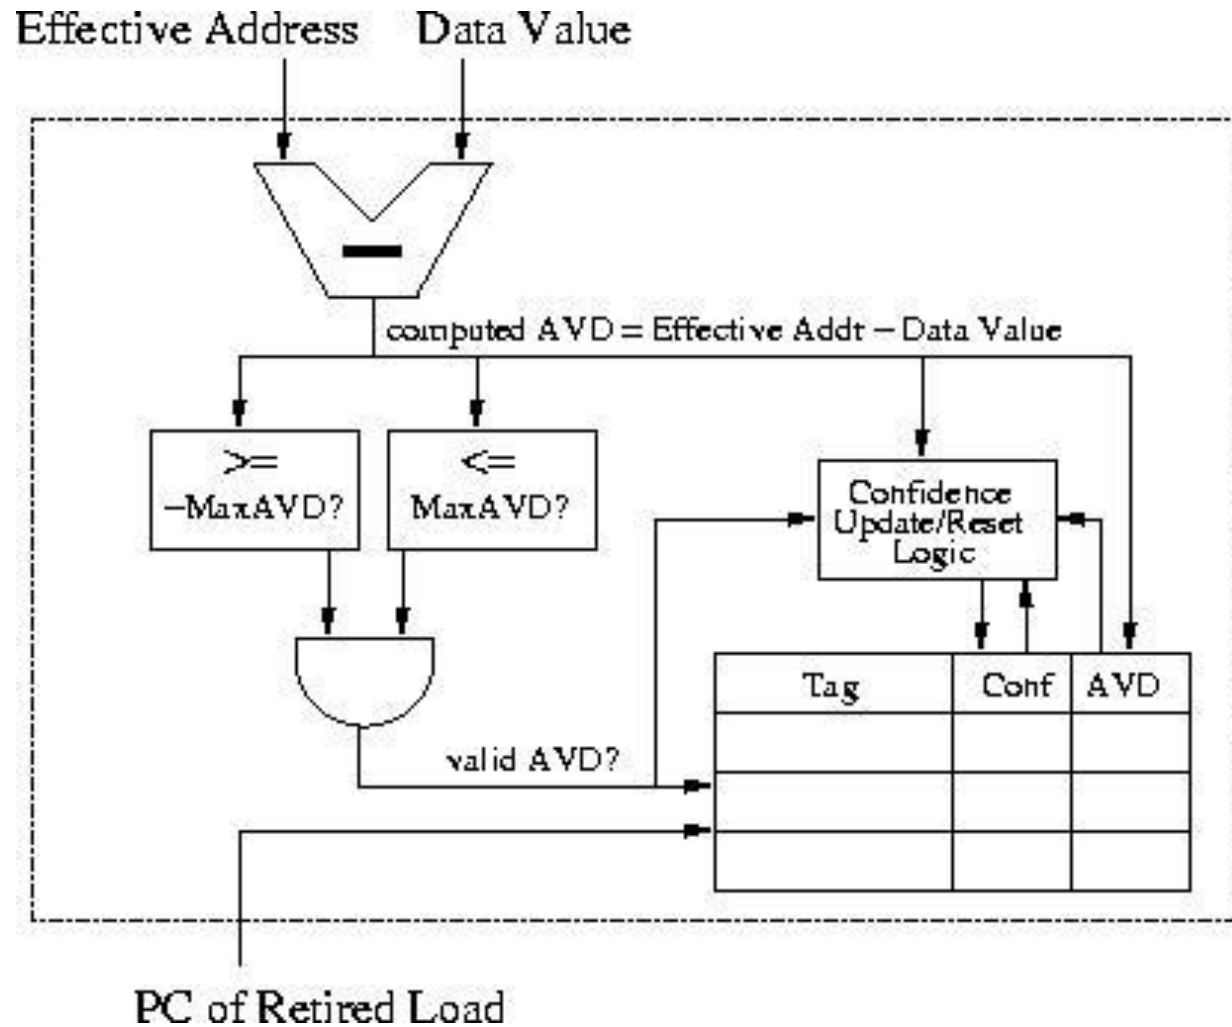 Effective Address Data Value
computed AVD = Effective Addr – Data Value
>=
–MaxAVD?
<=
MaxAVD?
Confidence
Update/Reset
Logic
Tag Conf AVD
valid AVD?
PC of Retired Load